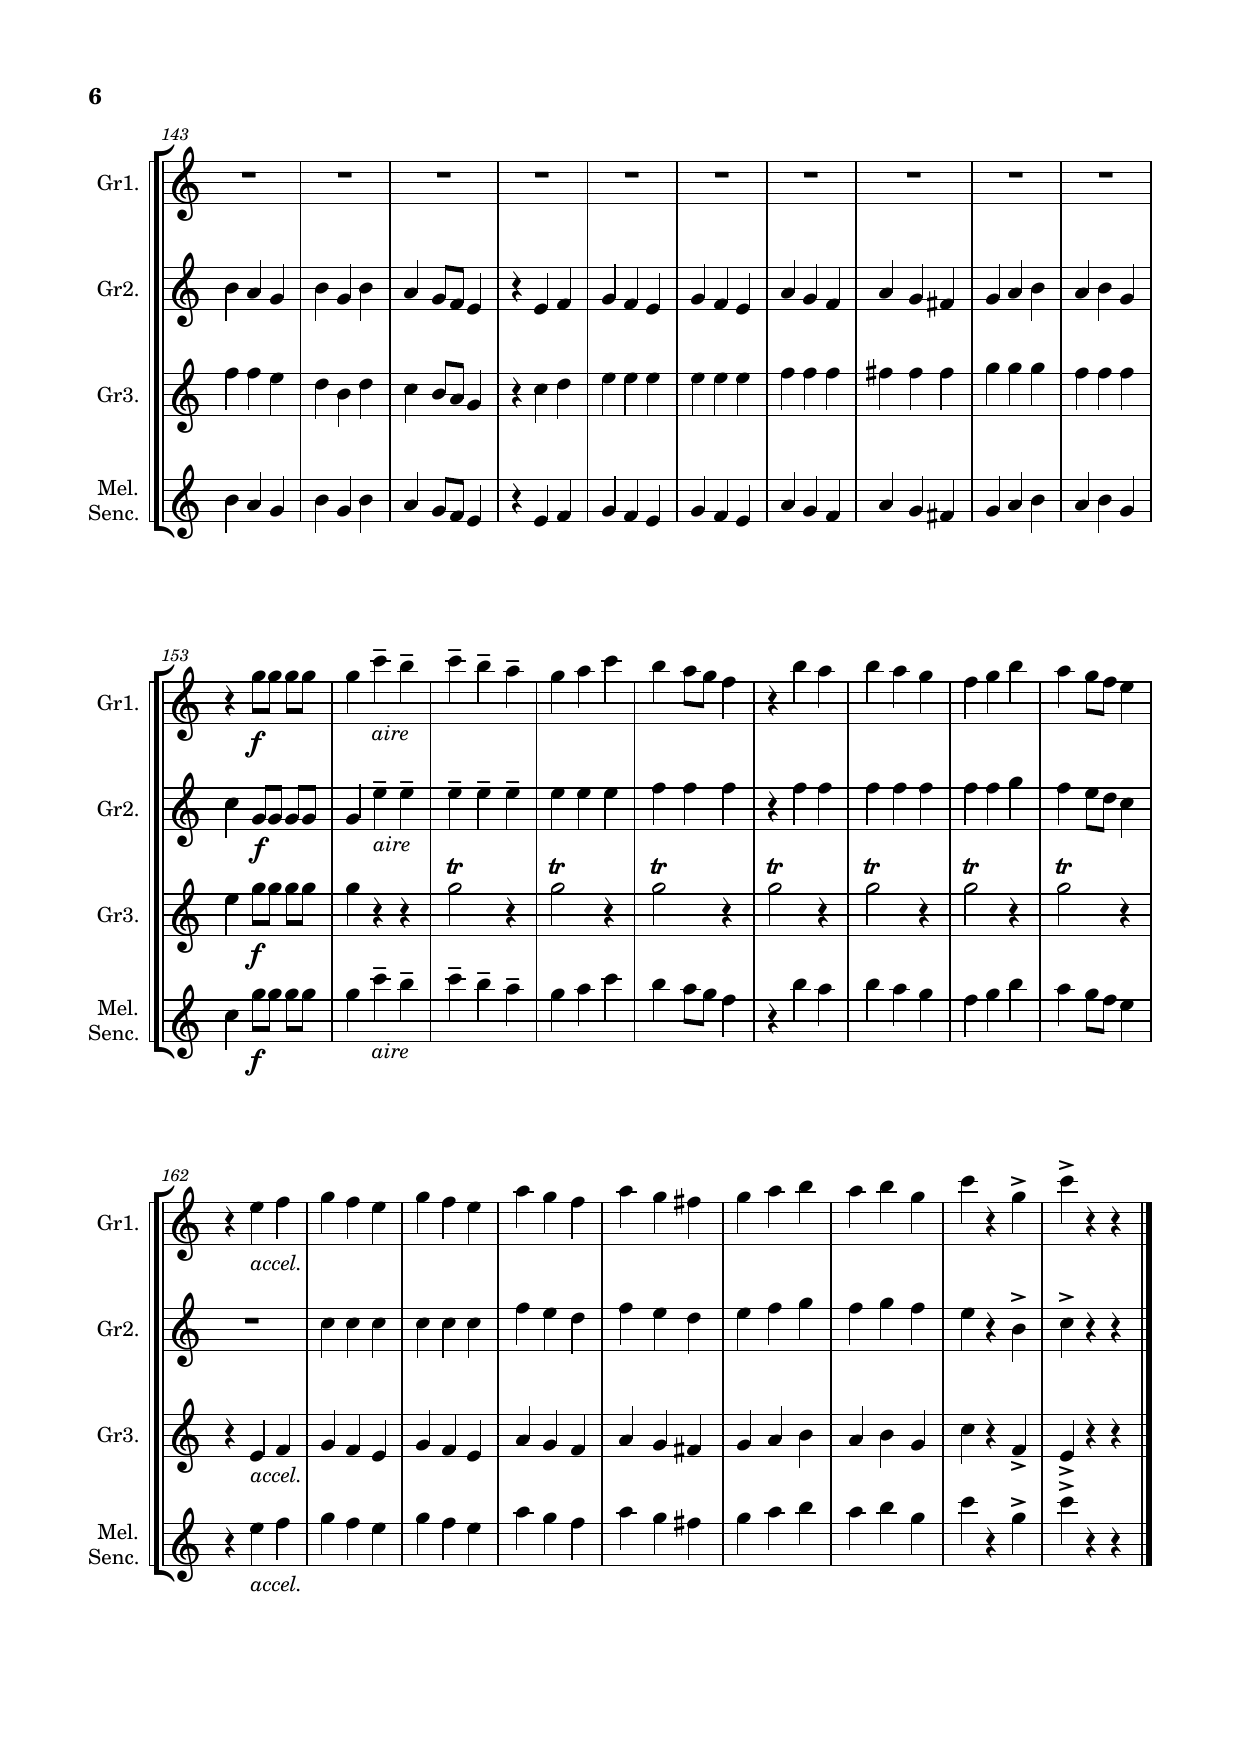 6
143
Gr1.
Gr2.
Gr3.
Mel.
Senc.
153
Gr1.
f
aire
Gr2.
f
aire
tr tr tr tr tr tr tr
Gr3.
f
Mel.
Senc.
f
aire
162
Gr1.
accel.
Gr2.
Gr3.
accel.
Mel.
Senc.
accel.